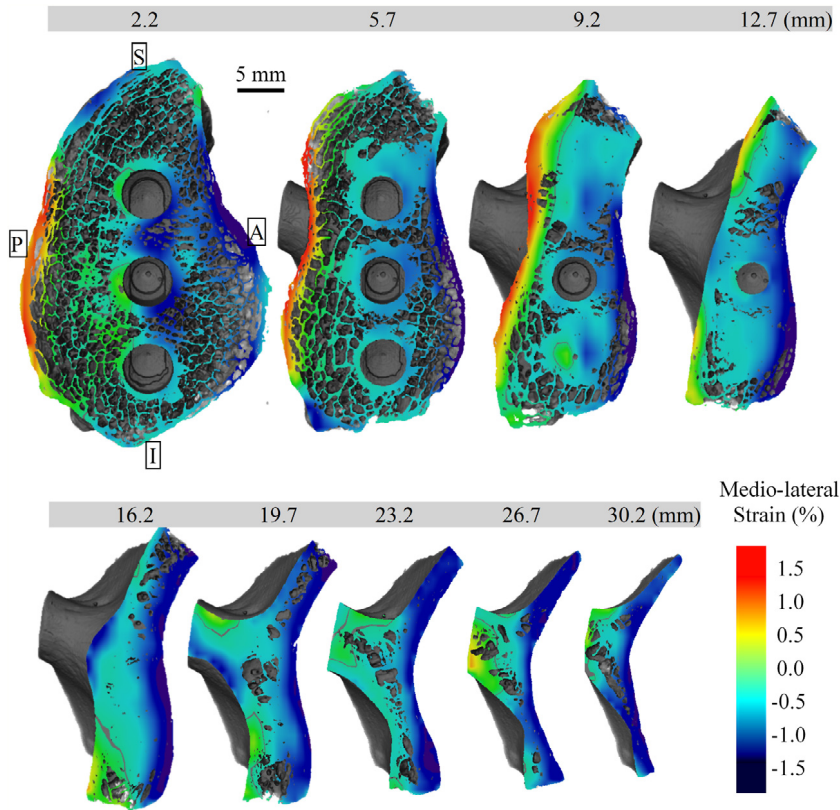 2.2 5.7 9.2 12.7 (mm)
S
5 mm
P
A
I
16.2 19.7 23.2 26.7 30.2 (mm)
Medio-lateral
Strain (%)
1.5
1.0
0.5
0.0
-0.5
-1.0
-1.5